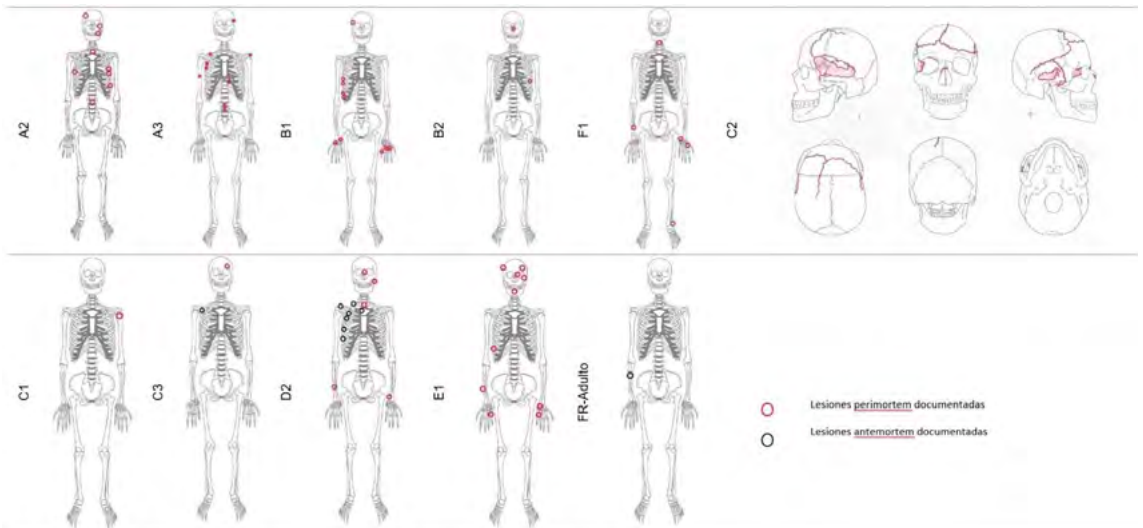 A2
A3
B1
B2
F1
C2
C1
C3
D2
E1
FR-Adulto
Lesiones perimortem documentadas
Lesiones antemortem documentadas